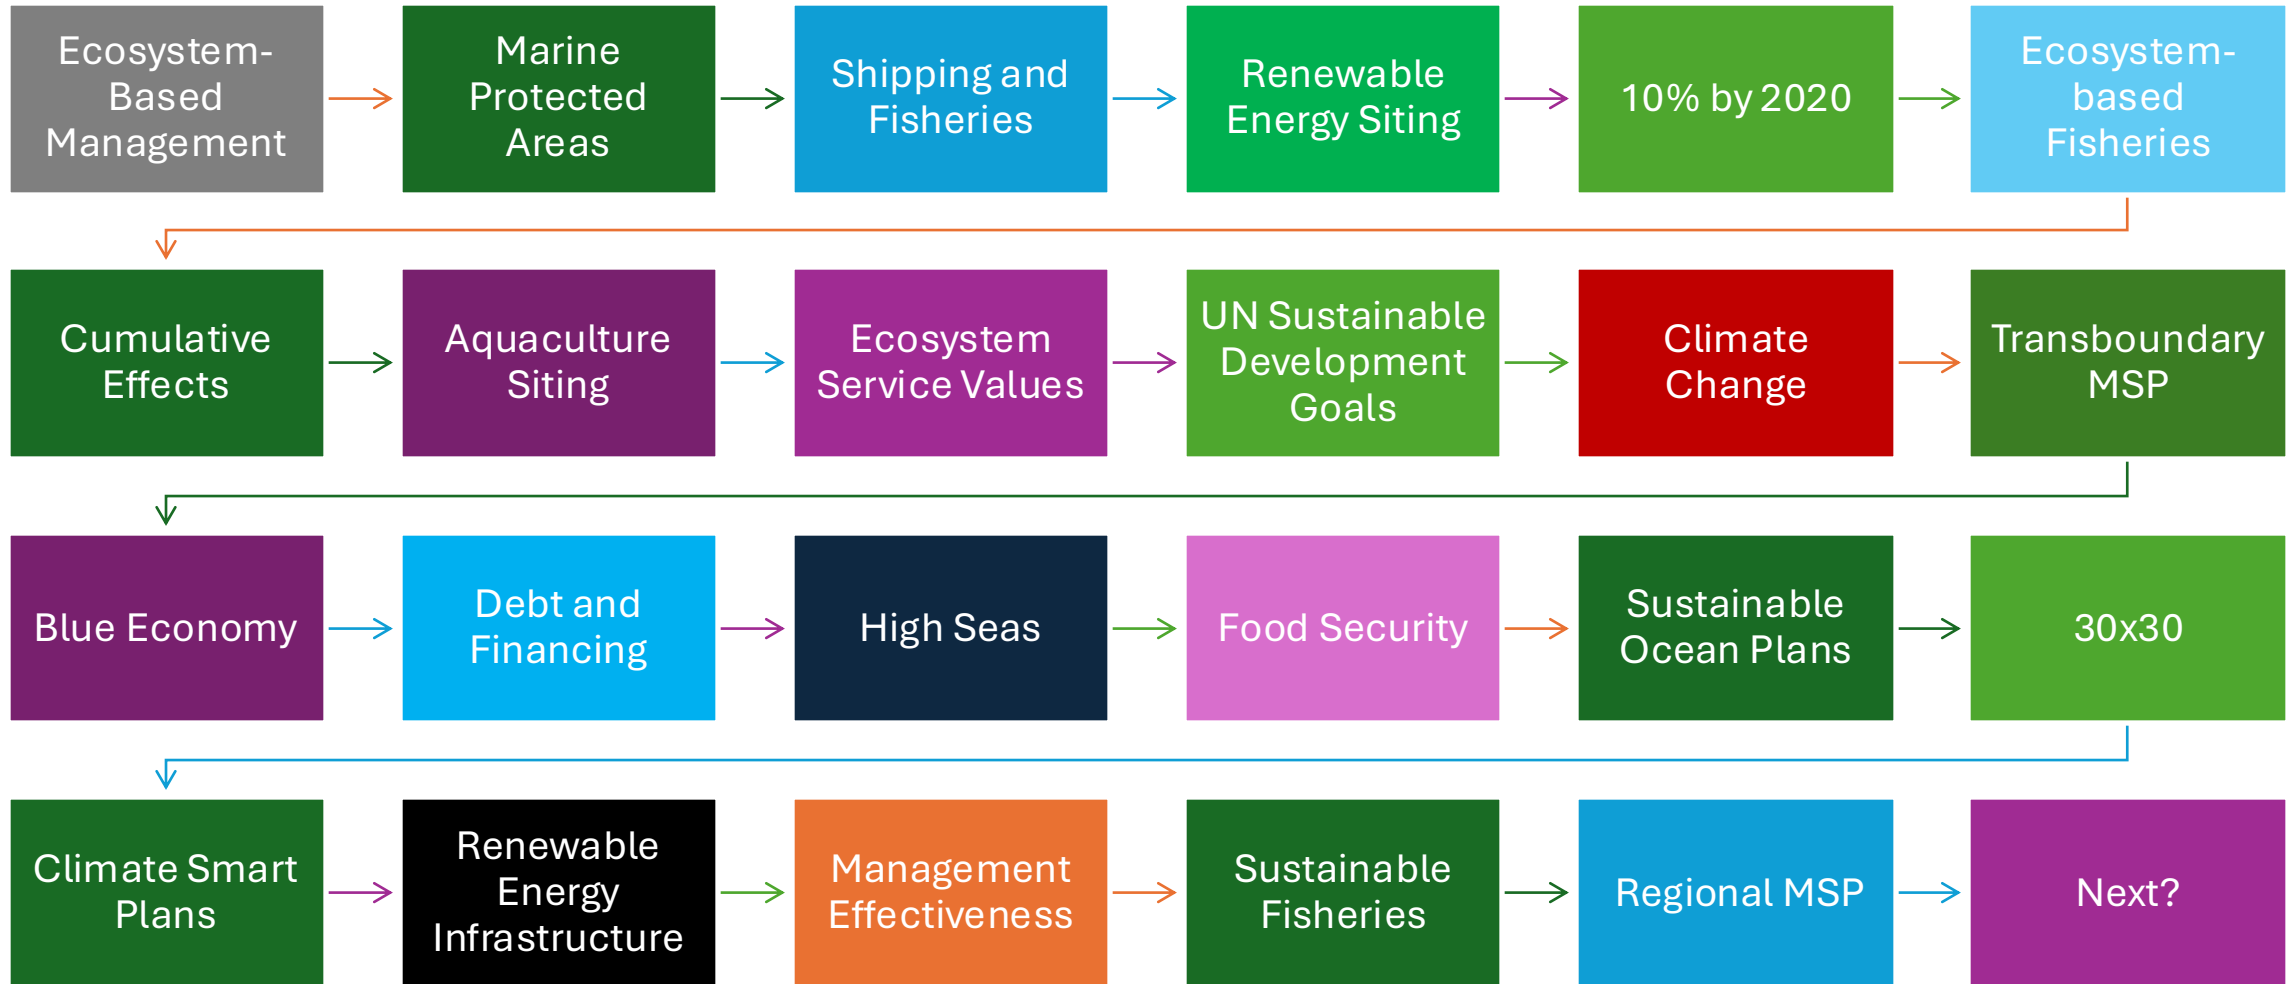 Ecosystem-
Based
Management
Marine
Protected
Areas
Shipping and
Fisheries
Renewable
Energy Siting
10% by 2020
Ecosystem-
based
Fisheries
Cumulative
Effects
Aquaculture
Siting
Ecosystem
Service Values
UN Sustainable
Development
Goals
Climate
Change
Transboundary
MSP
Blue Economy
Debt and
Financing
High Seas
Food Security
Sustainable
Ocean Plans
30x30
Climate Smart
Plans
Renewable
Energy
Infrastructure
Management
Effectiveness
Sustainable
Fisheries
Regional MSP
Next?